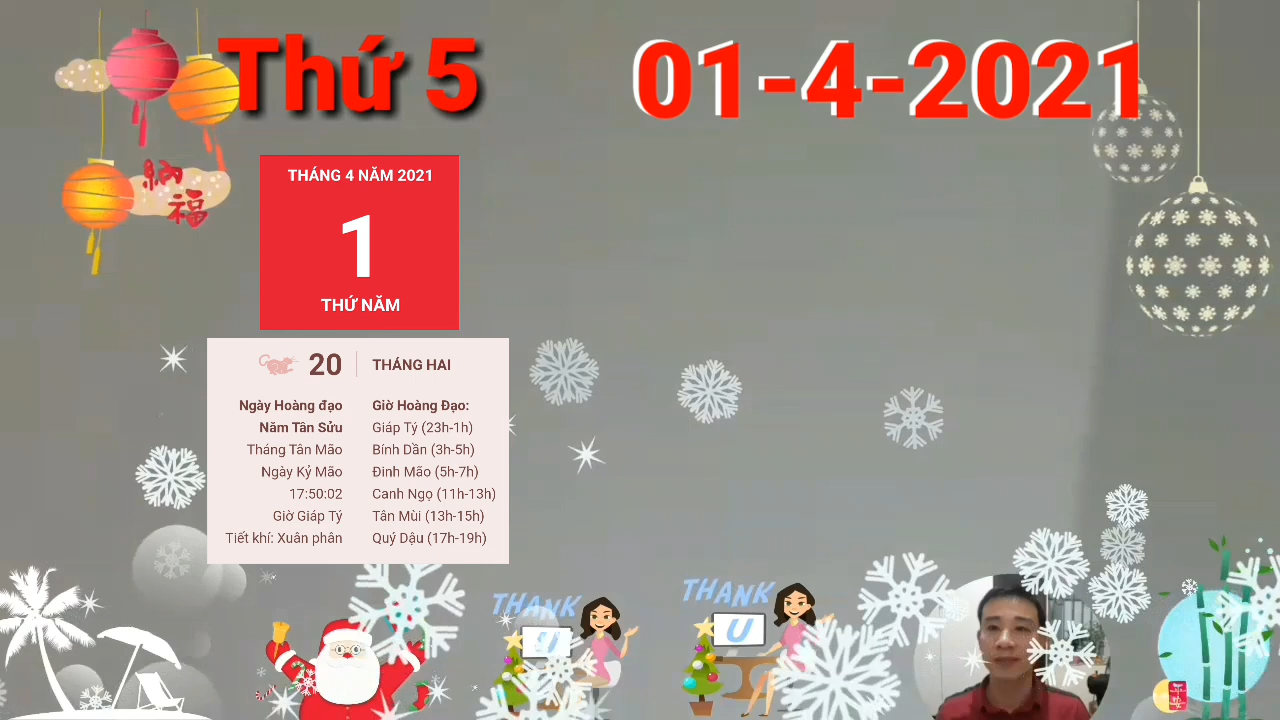 Thứ 5 01-4-2021
納
福
THÁNG 4 NĂM 2021
1
THỨ NĂM
20 THÁNG HAI
Ngày Hoàng đạo
Năm Tân Sửu
Tháng Tân Mão
Ngày Kỷ Mão
17:50:02
Giờ Giáp Tý
Tiết khí: Xuân phân
Giờ Hoàng Đạo:
Giáp Tý (23h-1h)
Bính Dần (3h-5h)
Đinh Mão (5h-7h)
Canh Ngọ (11h-13h)
Tân Mùi (13h-15h)
Quý Dậu (17h-19h)
THANK
U
THANK
U